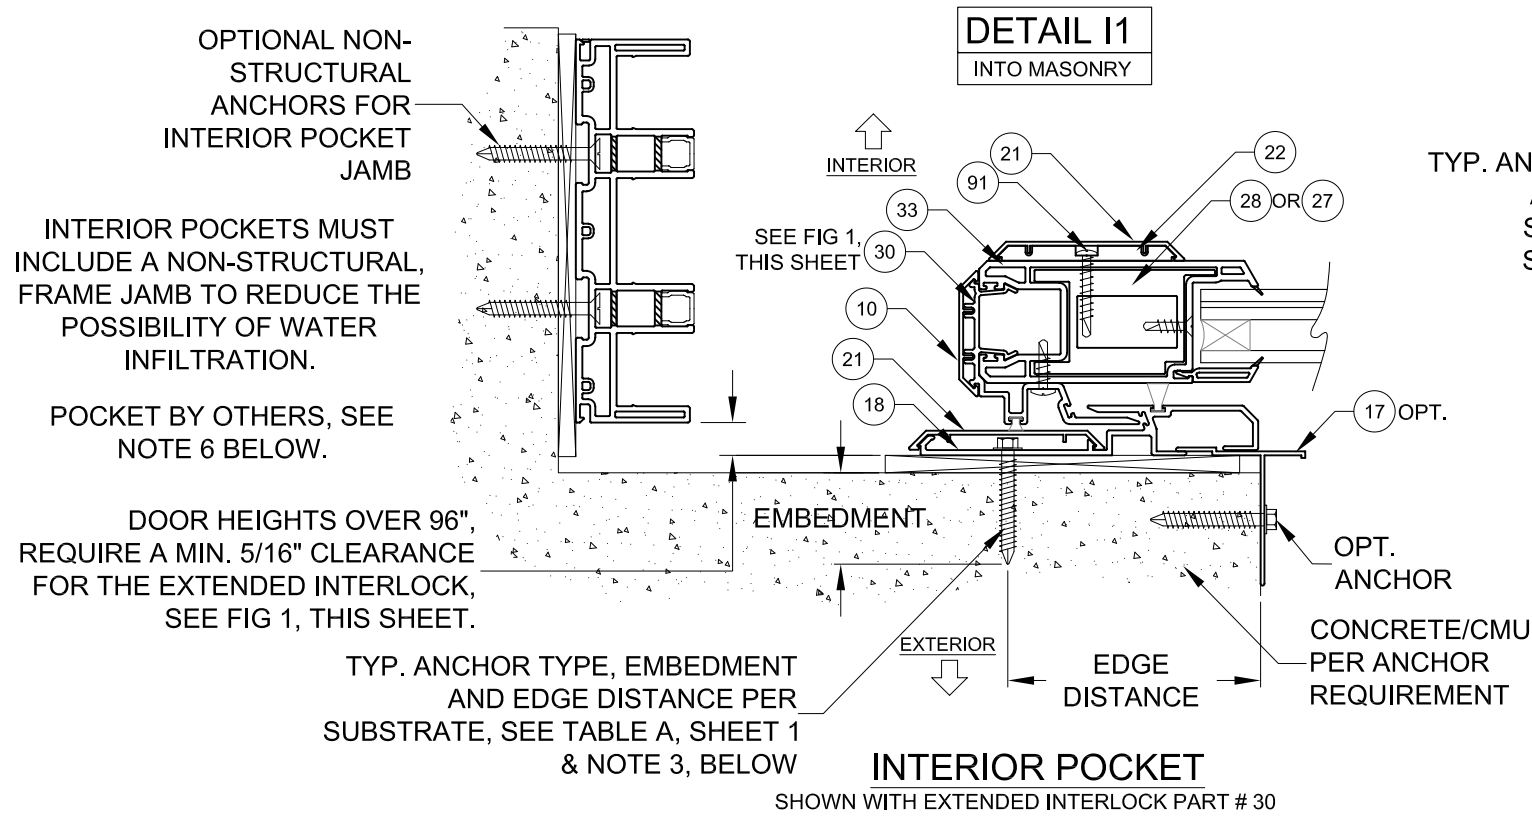 DETAIL I1
INTO MASONRY
OPTIONAL NON-
STRUCTURAL
ANCHORS FOR
INTERIOR POCKET
JAMB
INTERIOR POCKETS MUST
INCLUDE A NON-STRUCTURAL,
FRAME JAMB TO REDUCE THE
POSSIBILITY OF WATER
INFILTRATION.
POCKET BY OTHERS, SEE
NOTE 6 BELOW.
DOOR HEIGHTS OVER 96",
REQUIRE A MIN. 5/16" CLEARANCE
FOR THE EXTENDED INTERLOCK,
SEE FIG 1, THIS SHEET.
TYP. ANCHOR TYPE, EMBEDMENT
AND EDGE DISTANCE PER
SUBSTRATE, SEE TABLE A, SHEET 1
& NOTE 3, BELOW
INTERIOR
21
22
91
28 OR 27
33
SEE FIG 1,
THIS SHEET
30
10
21
18
17 OPT.
EMBEDMENT
OPT.
ANCHOR
EXTERIOR
EDGE
DISTANCE
CONCRETE/CMU
PER ANCHOR
REQUIREMENT
INTERIOR POCKET
SHOWN WITH EXTENDED INTERLOCK PART # 30
TYP. AN
S
S